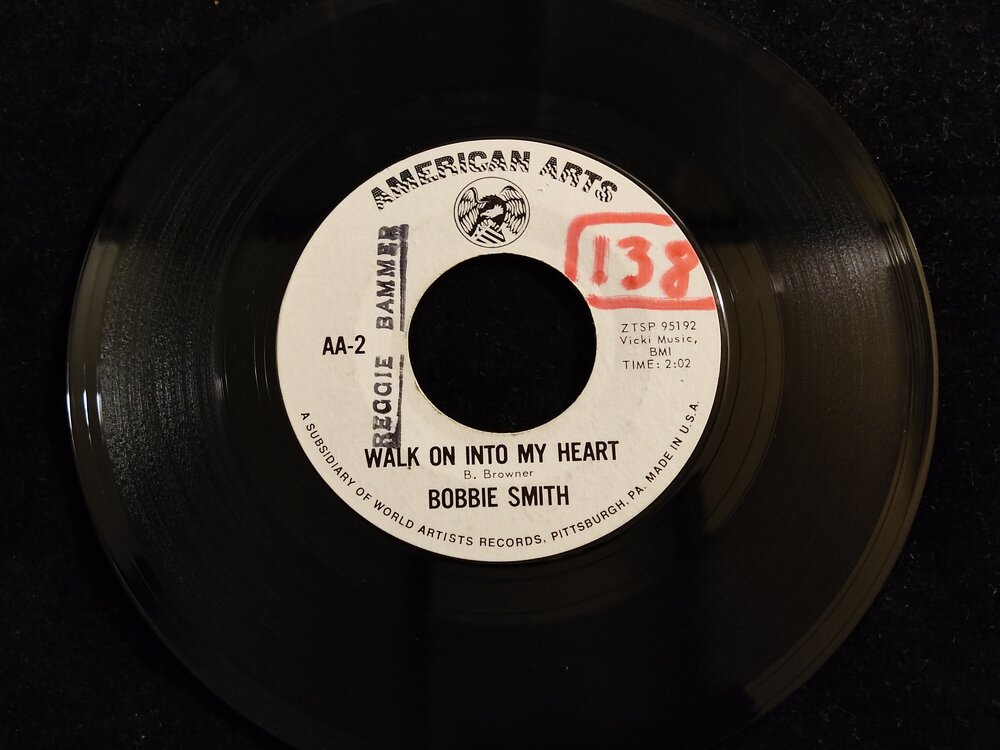 AMERICAN ARTS
138
REGGIE BAMMER
AA-2
ZTSP 95192
Vicki Music,
BMI
TIME: 2:02
WALK ON INTO MY HEART
B. Browner
BOBBIE SMITH
A SUBSIDIARY OF WORLD ARTISTS RECORDS, PITTSBURGH, PA. MADE IN U.S.A.